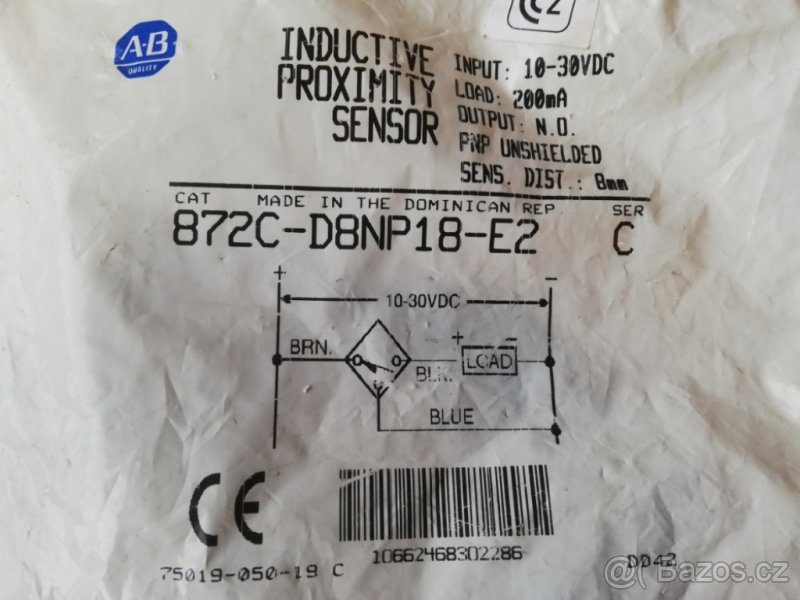 A-B
QUALITY
INDUCTIVE
PROXIMITY
SENSOR
INPUT: 10-30VDC
LOAD: 200mA
OUTPUT: N.O.
PNP UNSHIELDED
SENS. DIST.: 8mm
CAT MADE IN THE DOMINICAN REP. SER
872C-D8NP18-E2 C
+ -
10-30VDC
BRN.
+ -
LOAD
BLK.
BLUE
CE
10662468302286
75019-050-19 C
DD42
Bazos.cz